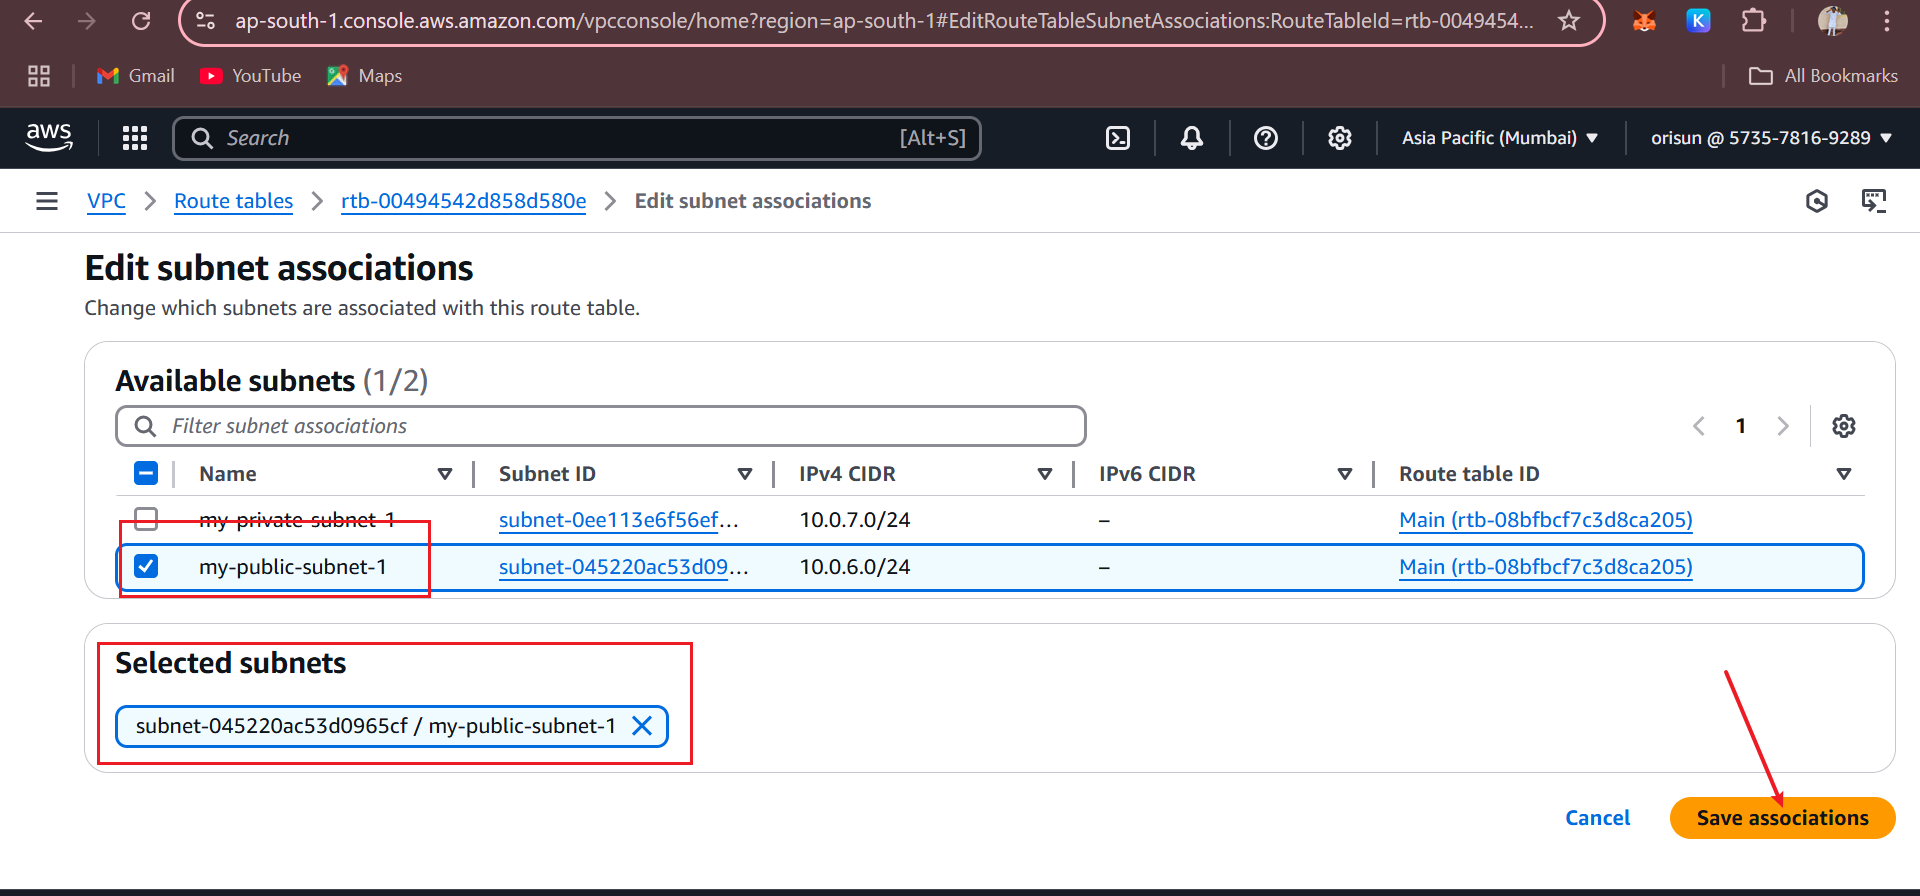 ap-south-1.console.aws.amazon.com/vpcconsole/home?region=ap-south-1#EditRouteTableSubnetAssociations:RouteTableId=rtb-0049454...
K
Gmail YouTube Maps All Bookmarks
aws Search [Alt+S] Asia Pacific (Mumbai) orisun @ 5735-7816-9289
VPC Route tables rtb-00494542d858d580e Edit subnet associations
Edit subnet associations
Change which subnets are associated with this route table.
Available subnets (1/2)
Filter subnet associations 1
Name Subnet ID IPv4 CIDR IPv6 CIDR Route table ID
my-private-subnet-1 subnet-0ee113e6f56ef... 10.0.7.0/24 – Main (rtb-08bfbcf7c3d8ca205)
my-public-subnet-1 subnet-045220ac53d09... 10.0.6.0/24 – Main (rtb-08bfbcf7c3d8ca205)
Selected subnets
subnet-045220ac53d0965cf / my-public-subnet-1
Cancel Save associations